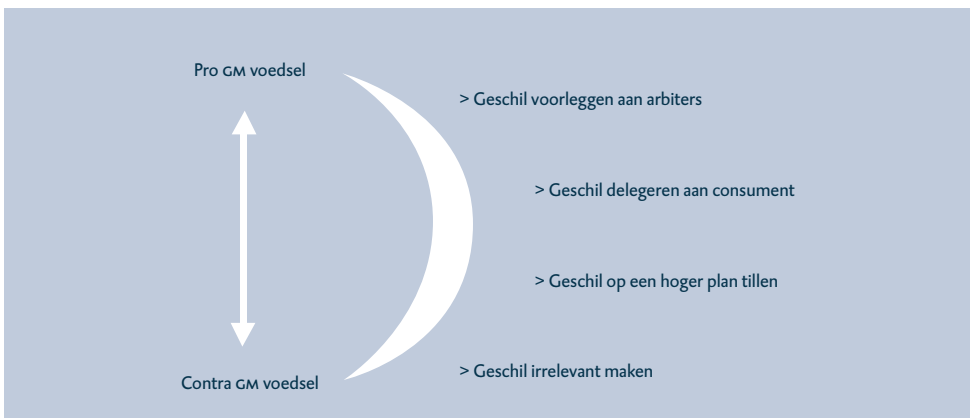 Pro GM voedsel
> Geschil voorleggen aan arbiters
> Geschil delegeren aan consument
> Geschil op een hoger plan tillen
> Geschil irrelevant maken
Contra GM voedsel